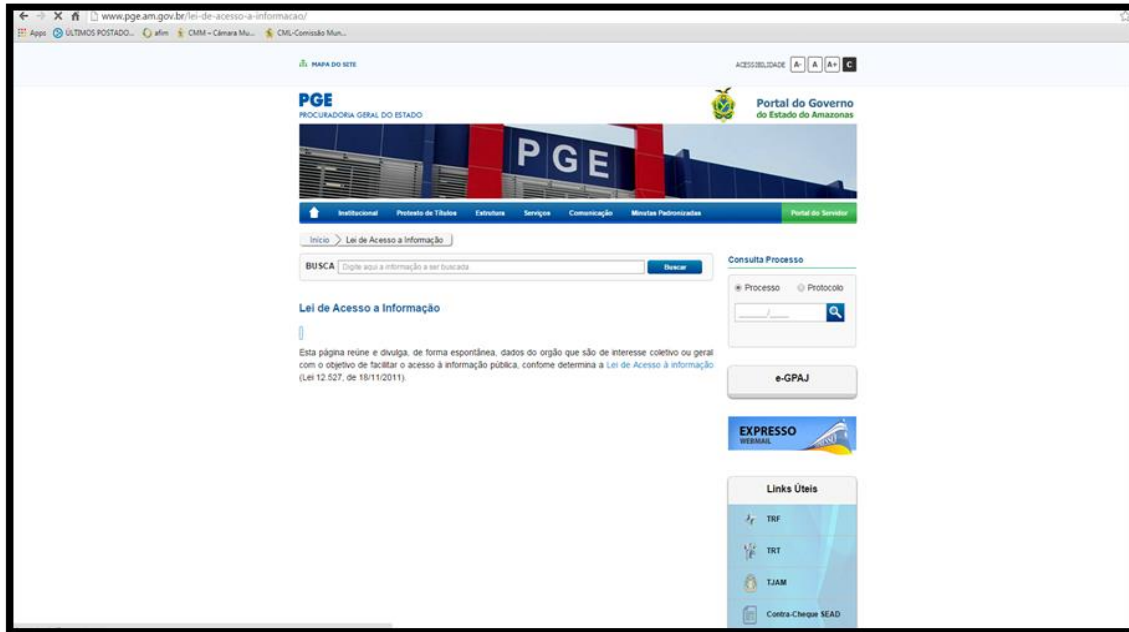 www.pge.am.gov.br/lei-de-acesso-a-informacao/
Apps ÚLTIMOS POSTADO... afim CMM – Câmara Mu... CML-Comissão Mun...
MAPA DO SITE
ACESSIBILIDADE A- A A+ C
PGE
PROCURADORIA GERAL DO ESTADO
Portal do Governo
do Estado do Amazonas
PGE
Institucional Protesto de Títulos Estrutura Serviços Comunicação Minutas Padronizadas Portal do Servidor
Início Lei de Acesso a Informação
BUSCA Digite aqui a informação a ser buscada Buscar
Consulta Processo
Processo Protocolo
______/____
Lei de Acesso a Informação
Esta página reúne e divulga, de forma espontânea, dados do orgão que são de interesse coletivo ou geral
com o objetivo de facilitar o acesso à informação pública, confome determina a Lei de Acesso à informação
(Lei 12.527, de 18/11/2011).
e-GPAJ
EXPRESSO
WEBMAIL
Links Úteis
TRF
TRT
TJAM
Contra-Cheque SEAD